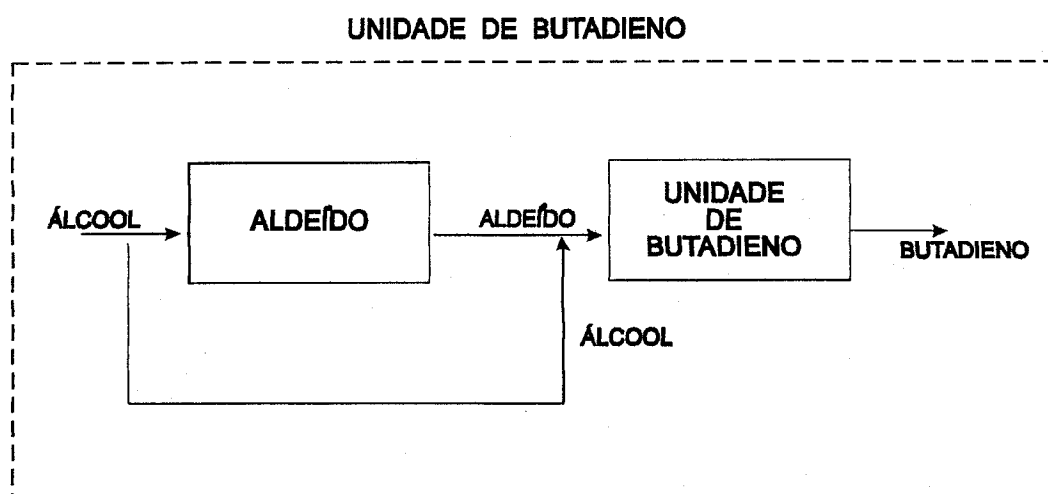 UNIDADE DE BUTADIENO
ÁLCOOL
ALDEÍDO
ALDEÍDO
UNIDADE
DE
BUTADIENO
BUTADIENO
ÁLCOOL